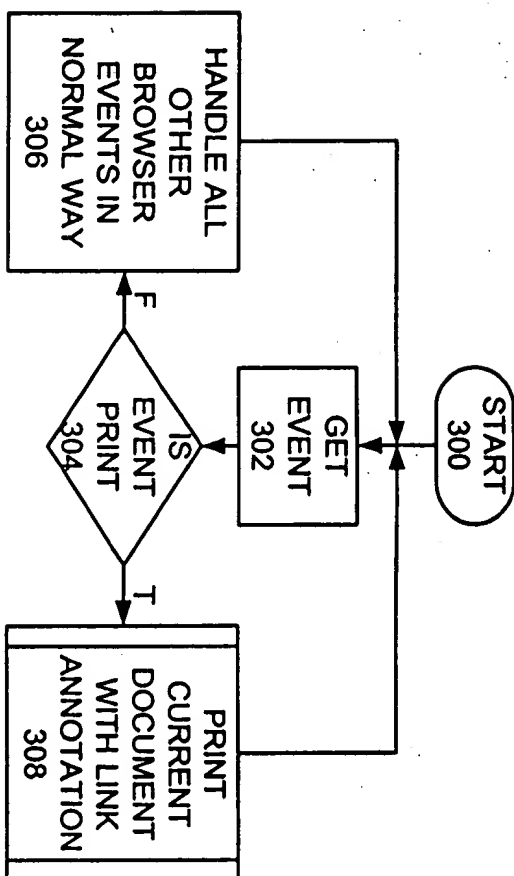 START
300
GET
EVENT
302
IS
EVENT
PRINT
304
F
T
HANDLE ALL
OTHER
BROWSER
EVENTS IN
NORMAL WAY
306
PRINT
CURRENT
DOCUMENT
WITH LINK
ANNOTATION
308